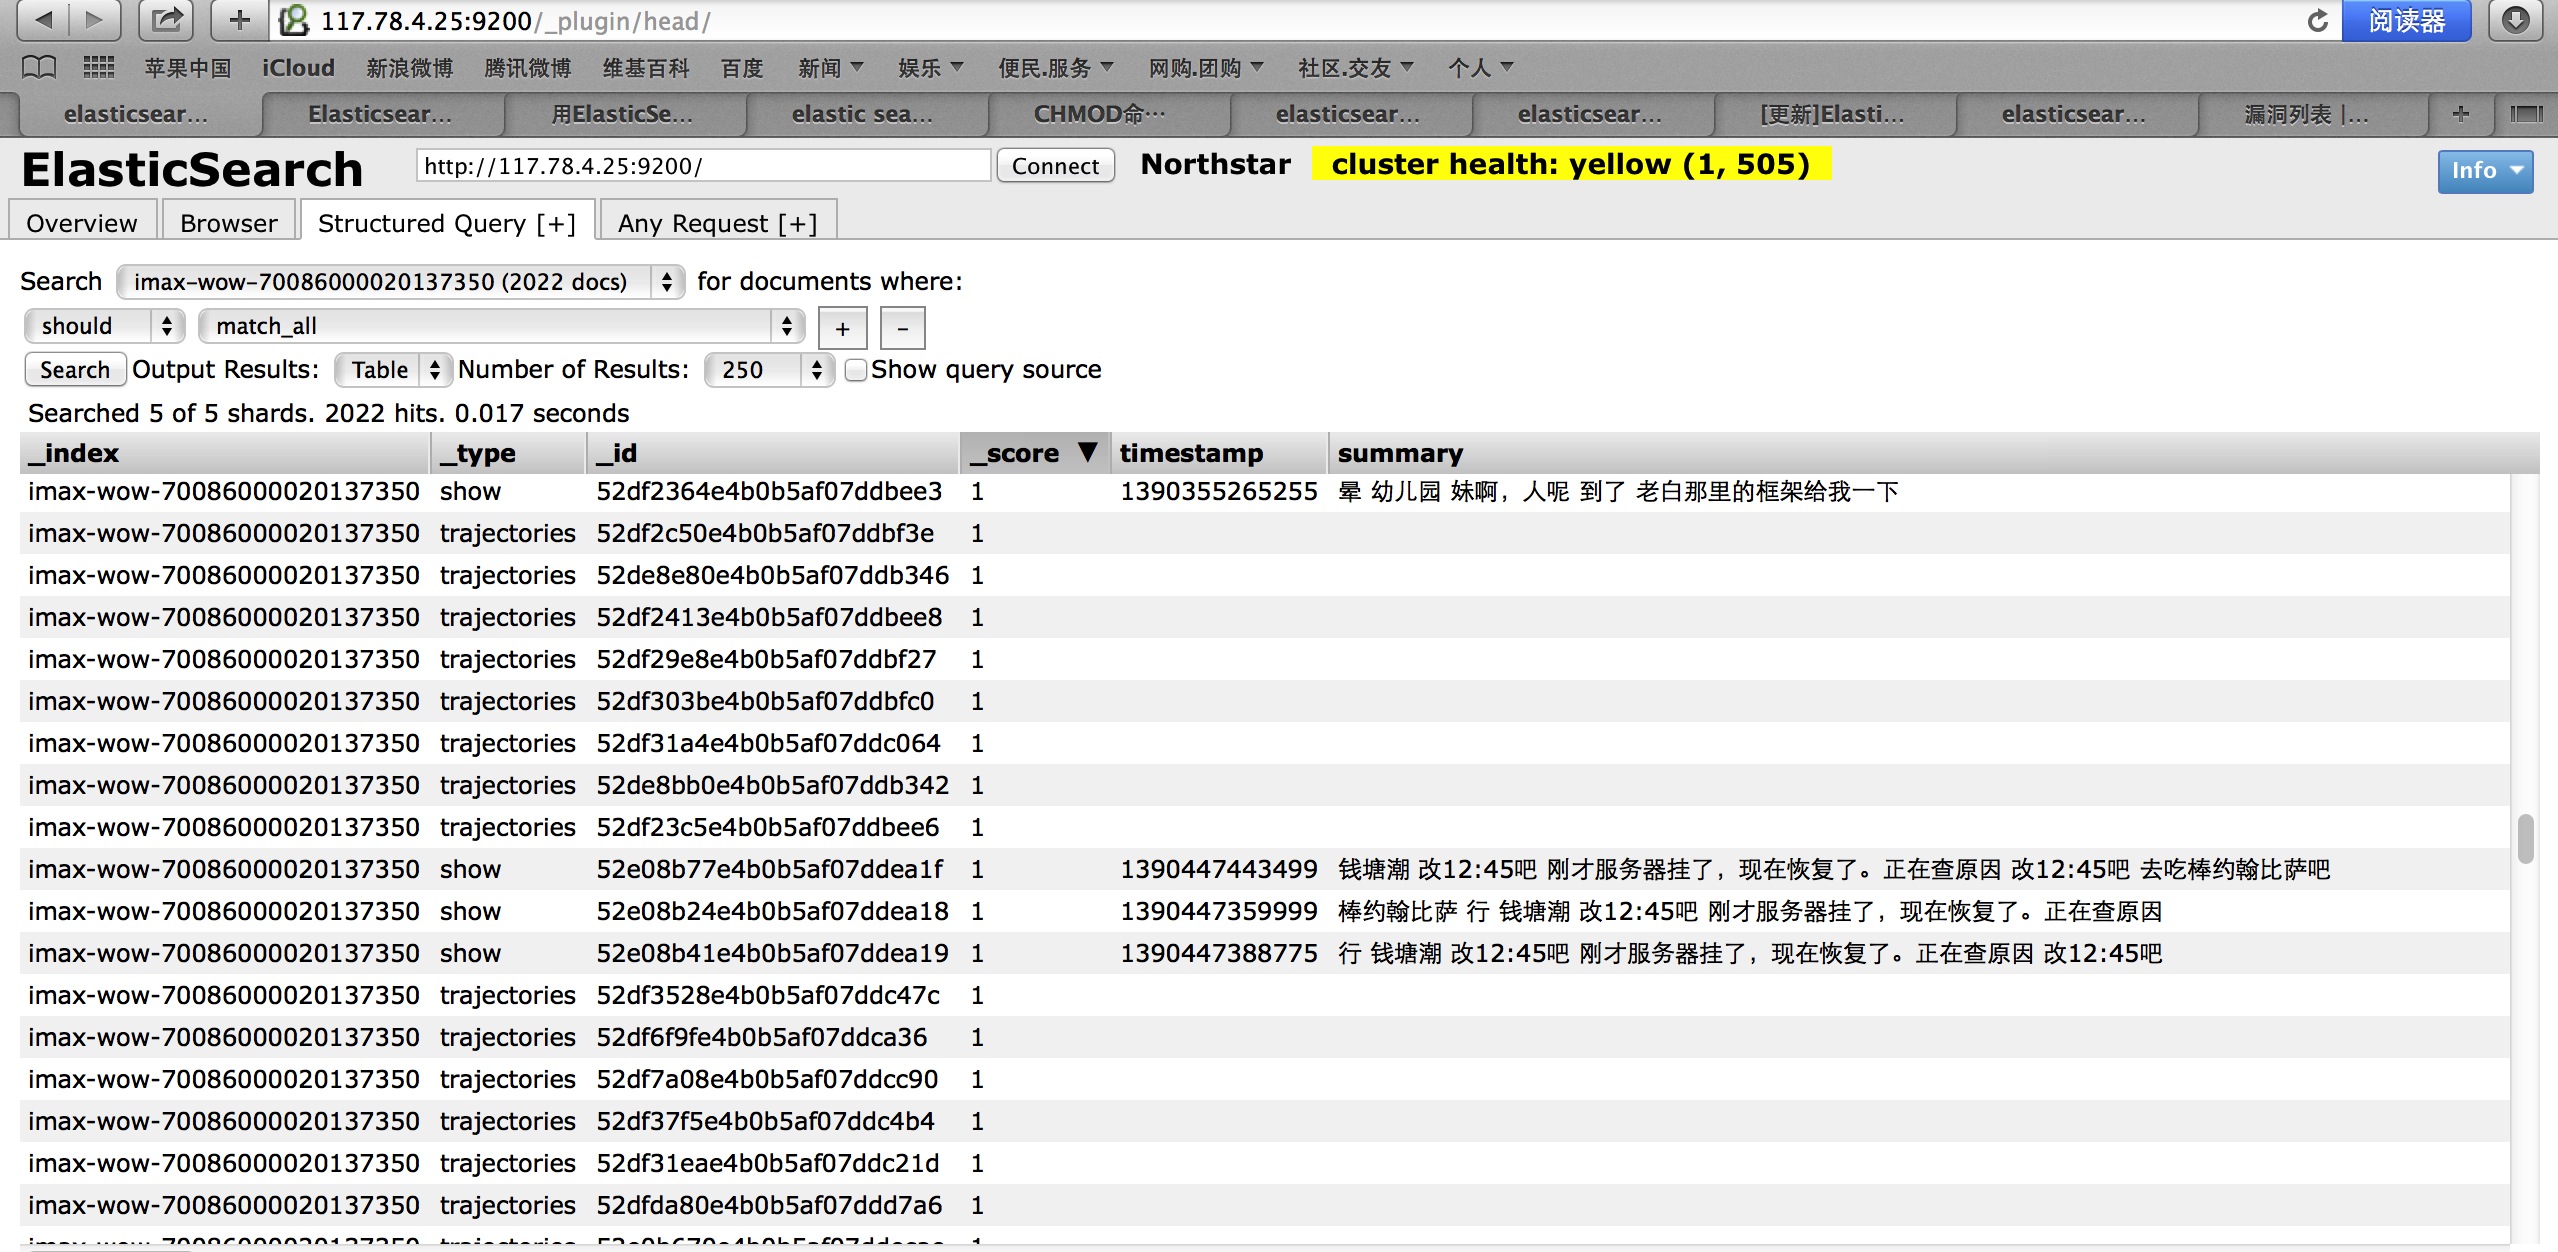 117.78.4.25:9200/_plugin/head/ 阅读器
苹果中国 iCloud 新浪微博 腾讯微博 维基百科 百度 新闻 娱乐 便民.服务 网购.团购 社区.交友 个人
elasticsear... Elasticsear... 用ElasticSe... elastic sea... CHMOD命... elasticsear... elasticsear... [更新]Elasti... elasticsear... 漏洞列表 |...
ElasticSearch http://117.78.4.25:9200/ Connect Northstar cluster health: yellow (1, 505) Info
Overview Browser Structured Query [+] Any Request [+]
Search imax-wow-70086000020137350 (2022 docs) for documents where:
should match_all + -
Search Output Results: Table Number of Results: 250 Show query source
Searched 5 of 5 shards. 2022 hits. 0.017 seconds
_index _type _id _score ▼ timestamp summary
imax-wow-70086000020137350 show 52df2364e4b0b5af07ddbee3 1 1390355265255 晕 幼儿园 妹啊，人呢 到了 老白那里的框架给我一下
imax-wow-70086000020137350 trajectories 52df2c50e4b0b5af07ddbf3e 1
imax-wow-70086000020137350 trajectories 52de8e80e4b0b5af07ddb346 1
imax-wow-70086000020137350 trajectories 52df2413e4b0b5af07ddbee8 1
imax-wow-70086000020137350 trajectories 52df29e8e4b0b5af07ddbf27 1
imax-wow-70086000020137350 trajectories 52df303be4b0b5af07ddbfc0 1
imax-wow-70086000020137350 trajectories 52df31a4e4b0b5af07ddc064 1
imax-wow-70086000020137350 trajectories 52de8bb0e4b0b5af07ddb342 1
imax-wow-70086000020137350 trajectories 52df23c5e4b0b5af07ddbee6 1
imax-wow-70086000020137350 show 52e08b77e4b0b5af07ddea1f 1 1390447443499 钱塘潮 改12:45吧 刚才服务器挂了，现在恢复了。正在查原因 改12:45吧 去吃棒约翰比萨吧
imax-wow-70086000020137350 show 52e08b24e4b0b5af07ddea18 1 1390447359999 棒约翰比萨 行 钱塘潮 改12:45吧 刚才服务器挂了，现在恢复了。正在查原因
imax-wow-70086000020137350 show 52e08b41e4b0b5af07ddea19 1 1390447388775 行 钱塘潮 改12:45吧 刚才服务器挂了，现在恢复了。正在查原因 改12:45吧
imax-wow-70086000020137350 trajectories 52df3528e4b0b5af07ddc47c 1
imax-wow-70086000020137350 trajectories 52df6f9fe4b0b5af07ddca36 1
imax-wow-70086000020137350 trajectories 52df7a08e4b0b5af07ddcc90 1
imax-wow-70086000020137350 trajectories 52df37f5e4b0b5af07ddc4b4 1
imax-wow-70086000020137350 trajectories 52df31eae4b0b5af07ddc21d 1
imax-wow-70086000020137350 trajectories 52dfda80e4b0b5af07ddd7a6 1
imax-wow-70086000020137350 trajectories